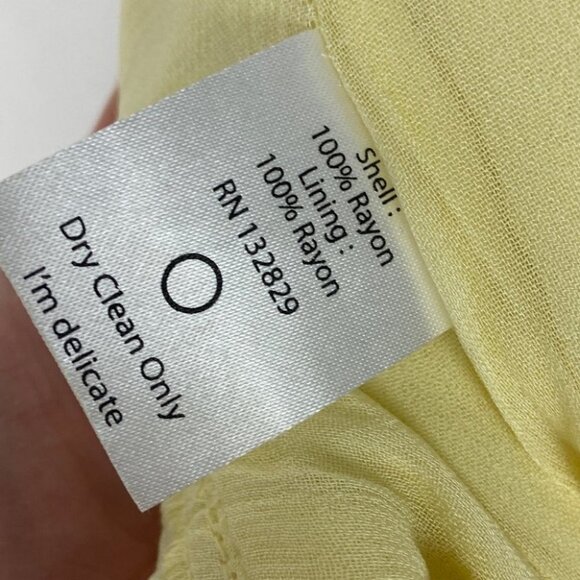 Shell :
100% Rayon
Lining :
100% Rayon
RN 132829
Dry Clean Only
I'm delicate